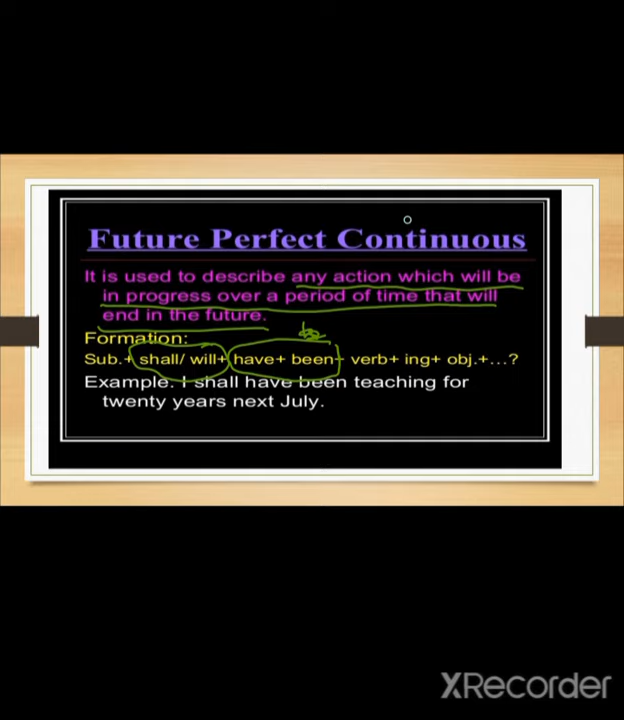 Future Perfect Continuous
It is used to describe any action which will be
in progress over a period of time that will
end in the future.
Formation:
Sub.+ shall/ will+ have+ been+ verb+ ing+ obj.+...?
Example. I shall have been teaching for
twenty years next July.
XRecorder